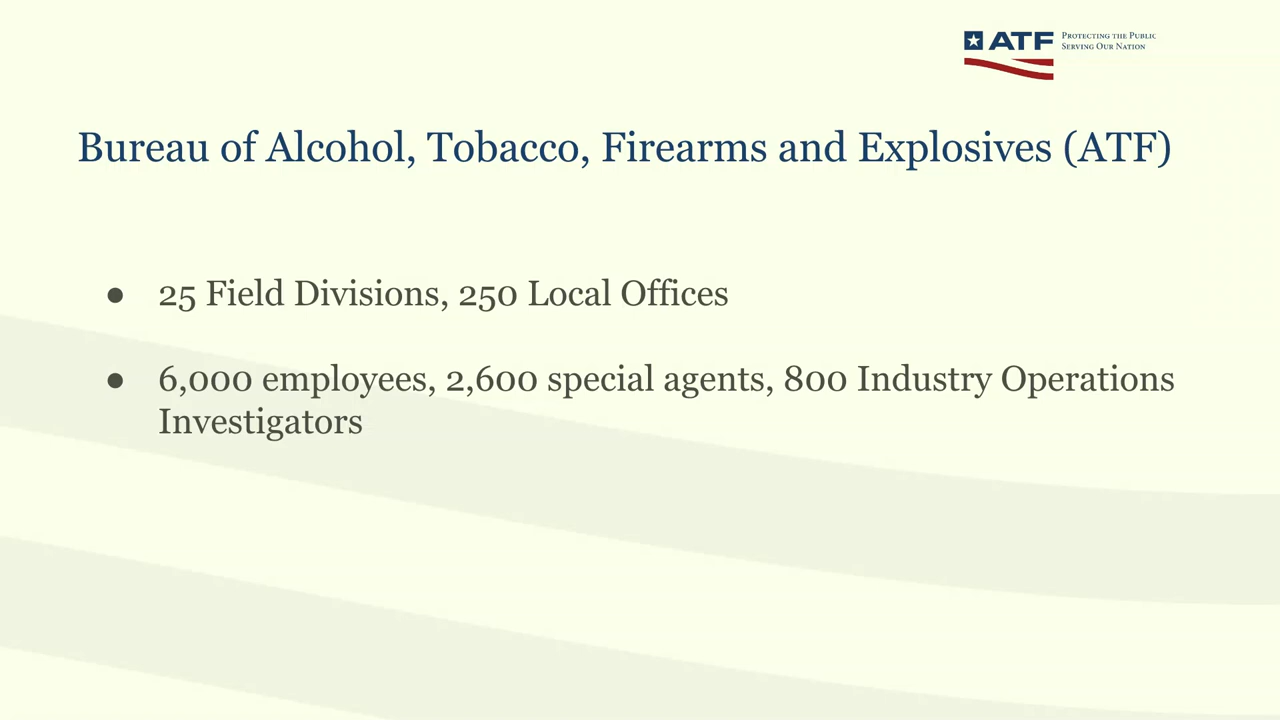 ATF
Protecting the Public
Serving Our Nation
Bureau of Alcohol, Tobacco, Firearms and Explosives (ATF)
● 25 Field Divisions, 250 Local Offices
● 6,000 employees, 2,600 special agents, 800 Industry Operations
Investigators